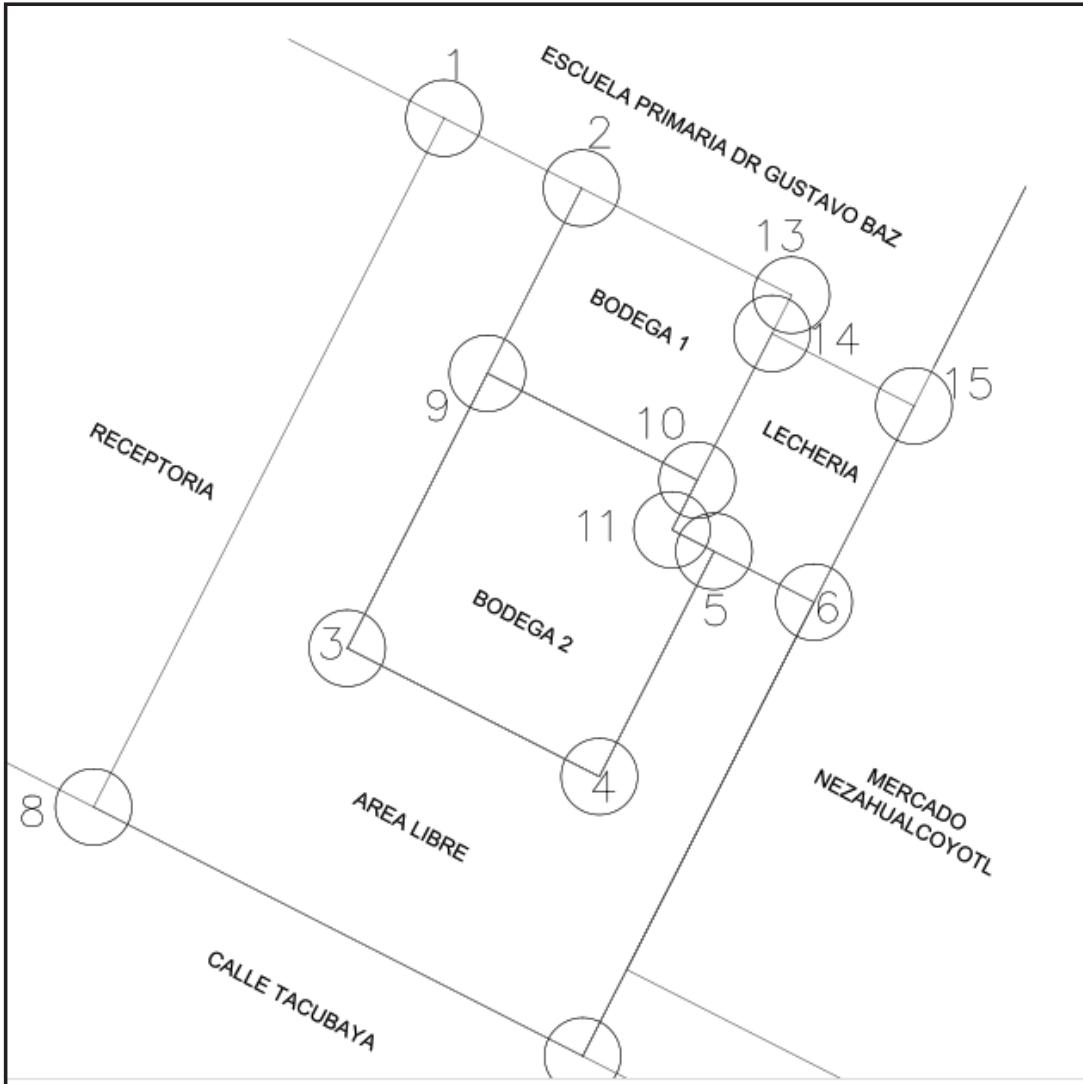 1
ESCUELA PRIMARIA DR GUSTAVO BAZ
2
13
BODEGA 1
14
15
9
10
LECHERIA
RECEPTORIA
11
BODEGA 2
5
6
3
4
MERCADO
NEZAHUALCOYOTL
8
AREA LIBRE
CALLE TACUBAYA